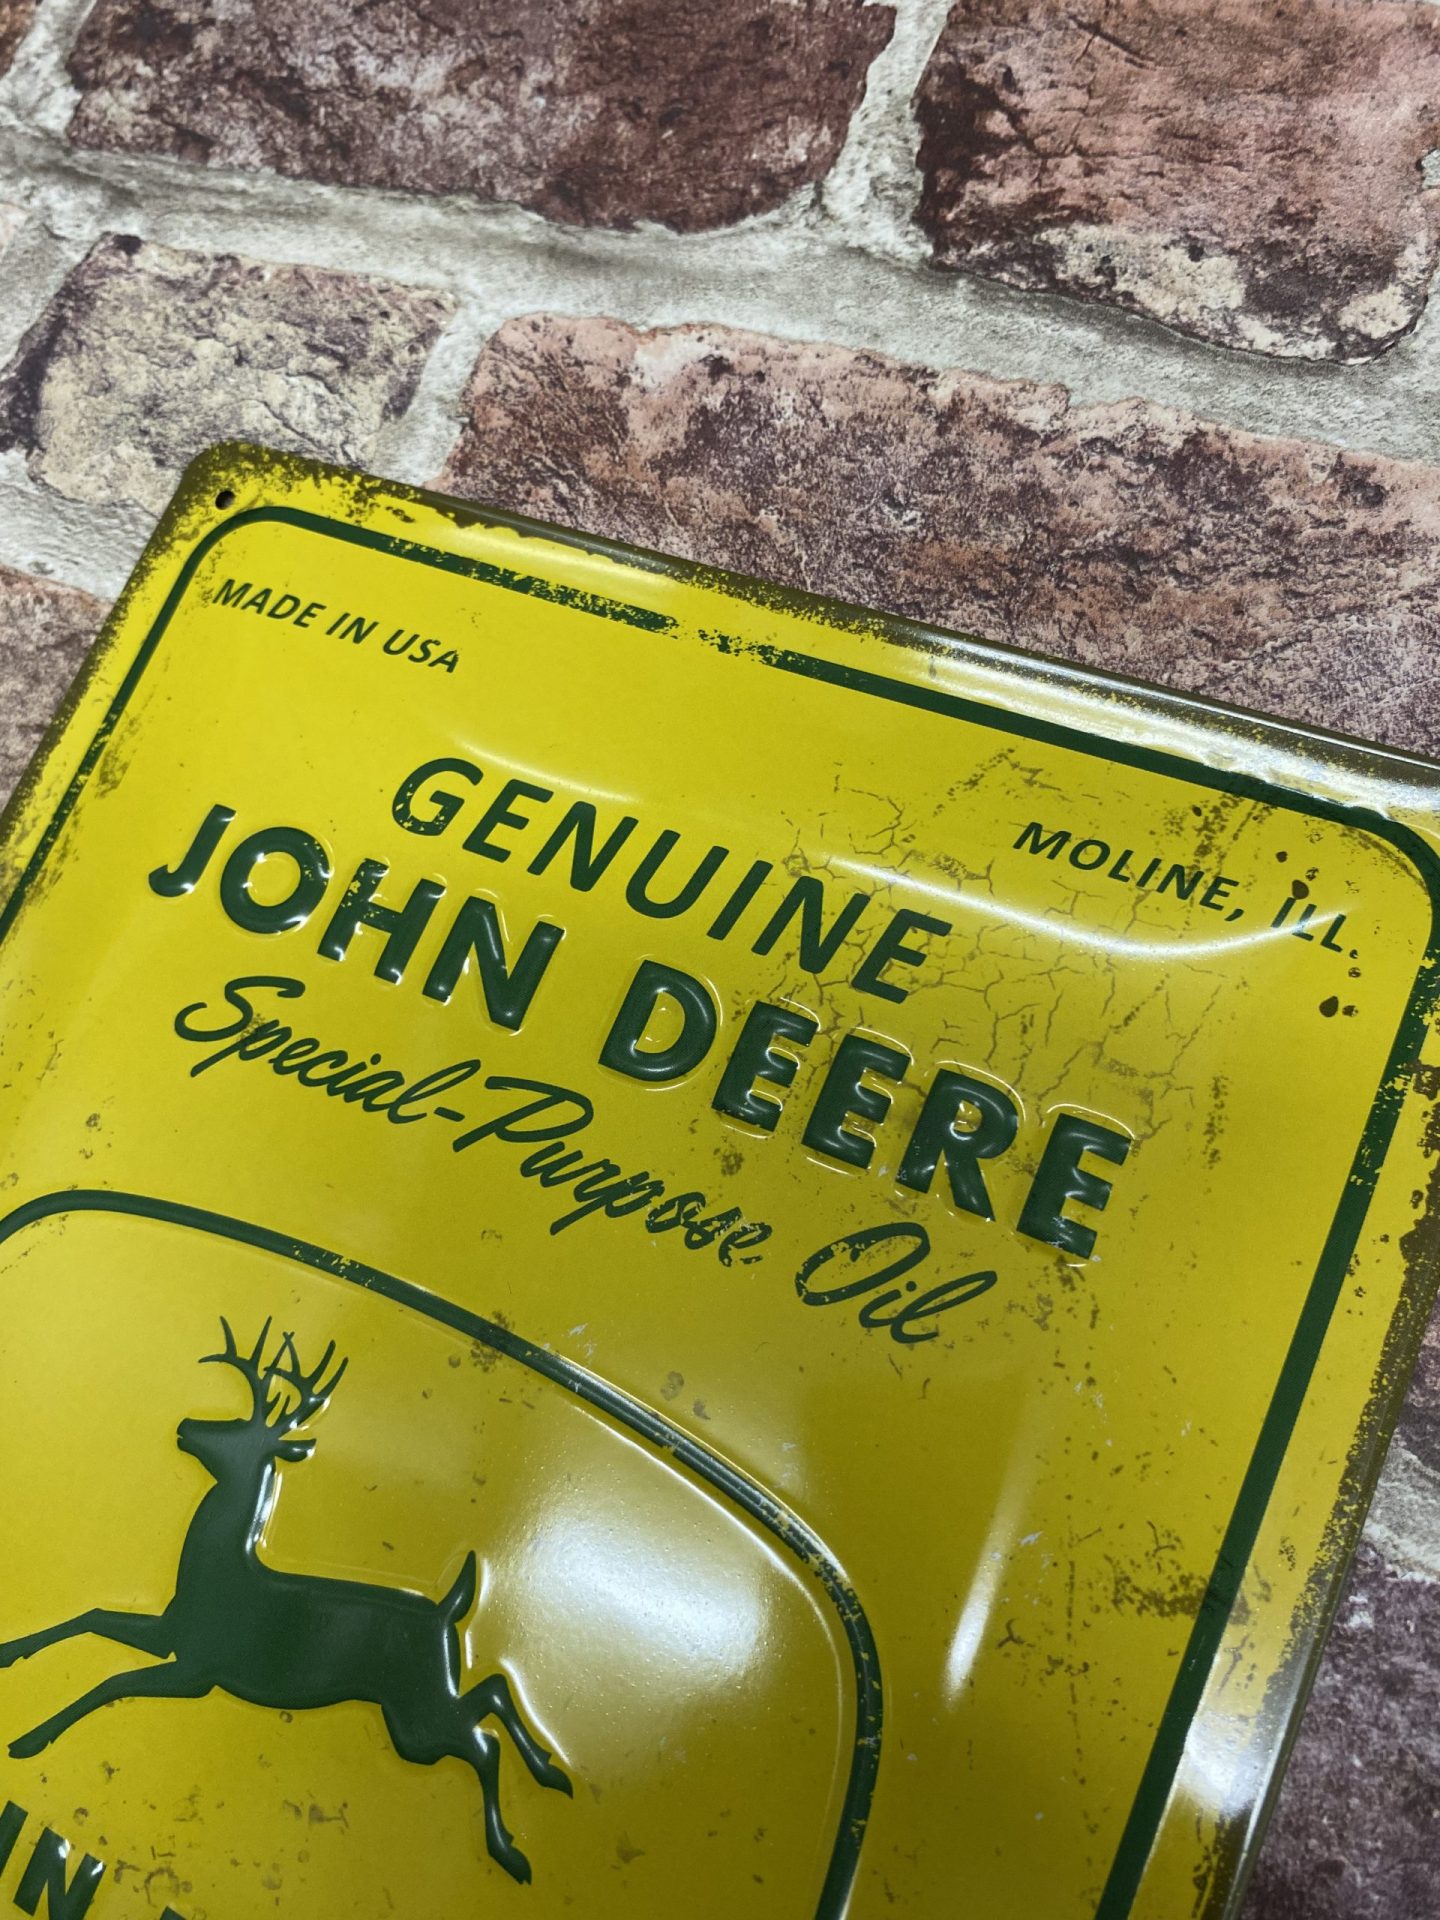 MADE IN USA
MOLINE, ILL.
GENUINE
JOHN DEERE
Special-Purpose Oil